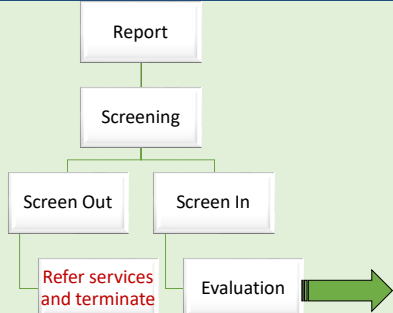 Report
Screening
Screen Out
Screen In
Refer services
and terminate
Evaluation